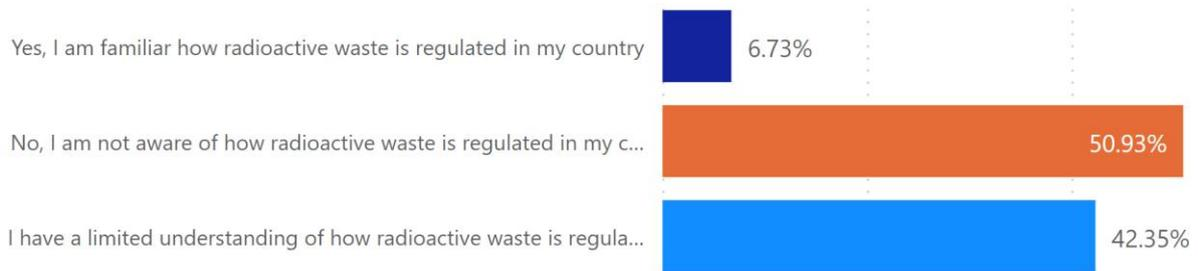 Yes, I am familiar how radioactive waste is regulated in my country 6.73%
No, I am not aware of how radioactive waste is regulated in my c... 50.93%
I have a limited understanding of how radioactive waste is regula... 42.35%